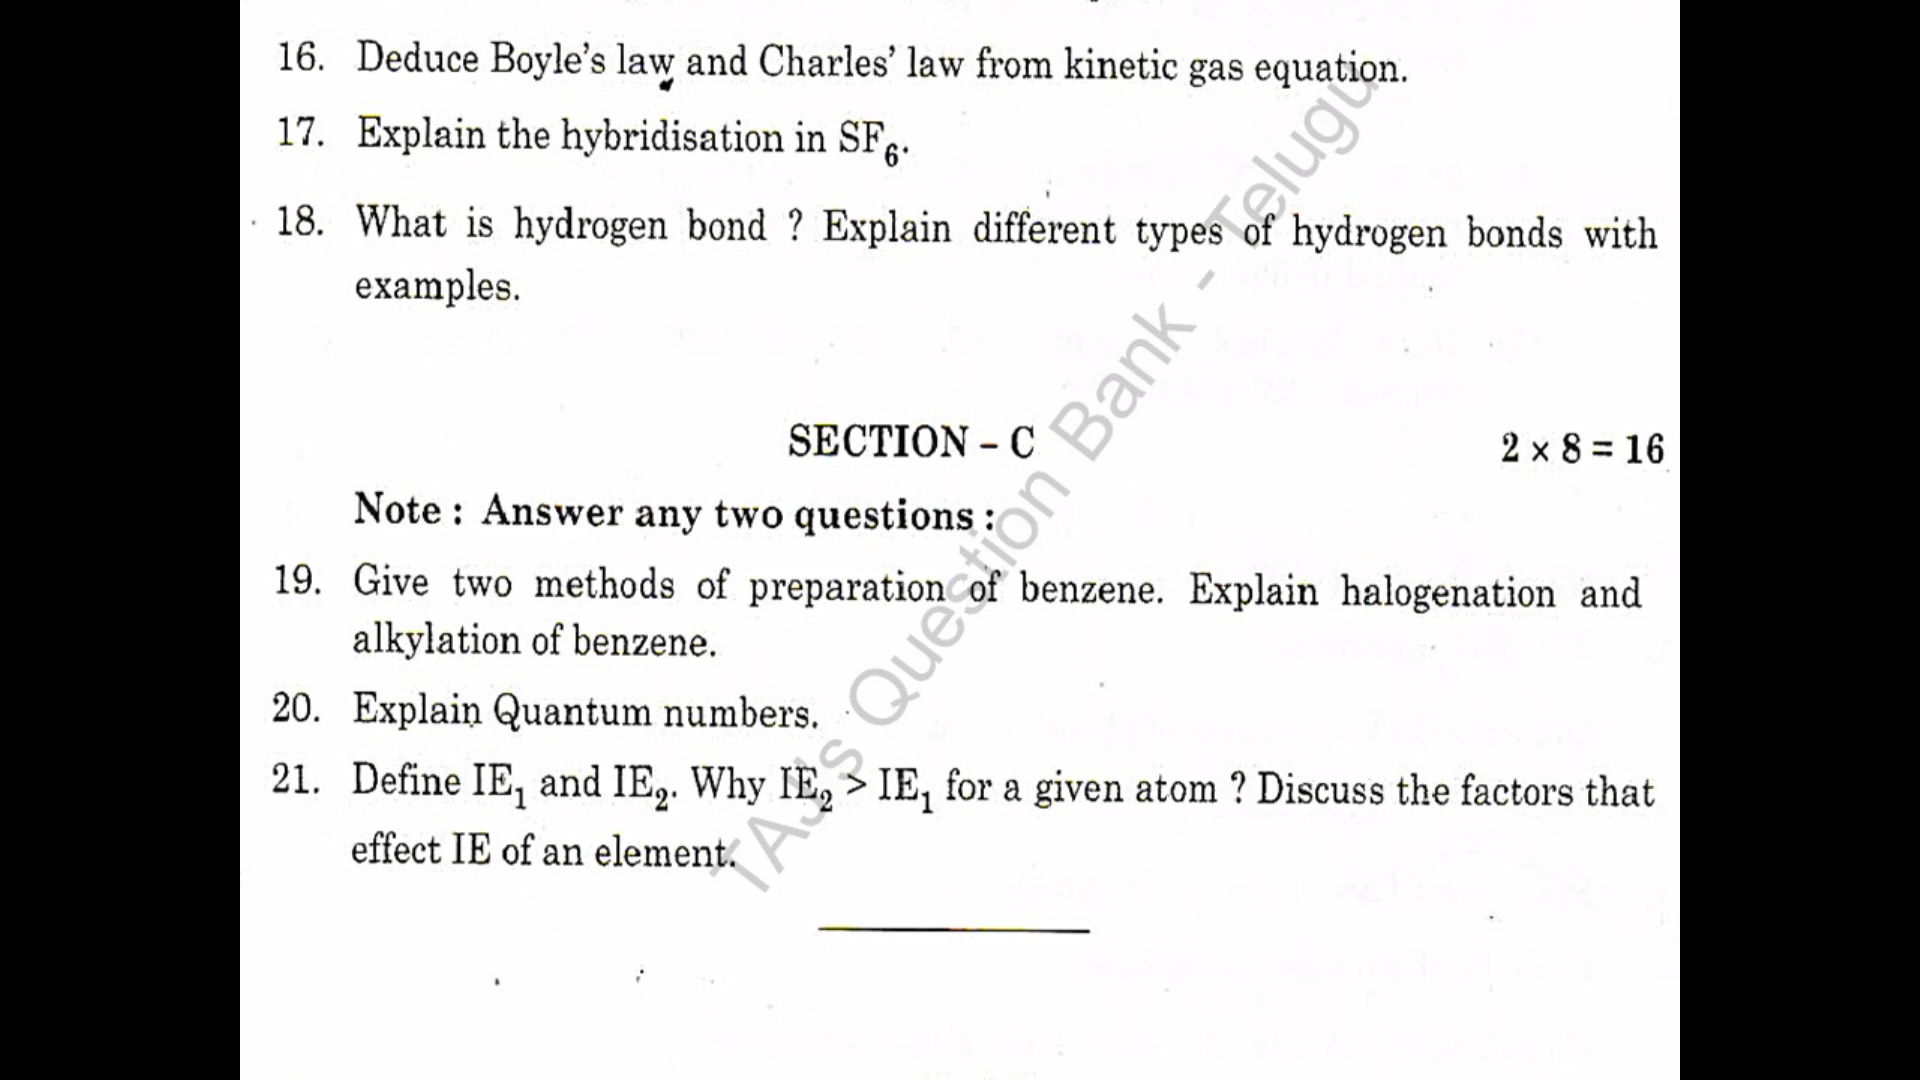 16. Deduce Boyle's law and Charles' law from kinetic gas equation.
17. Explain the hybridisation in SF₆.
18. What is hydrogen bond ? Explain different types of hydrogen bonds with
examples.
SECTION – C 2 × 8 = 16
Note : Answer any two questions :
19. Give two methods of preparation of benzene. Explain halogenation and
alkylation of benzene.
20. Explain Quantum numbers.
21. Define IE₁ and IE₂. Why IE₂ > IE₁ for a given atom ? Discuss the factors that
effect IE of an element.
TAJ's Question Bank - Telugu